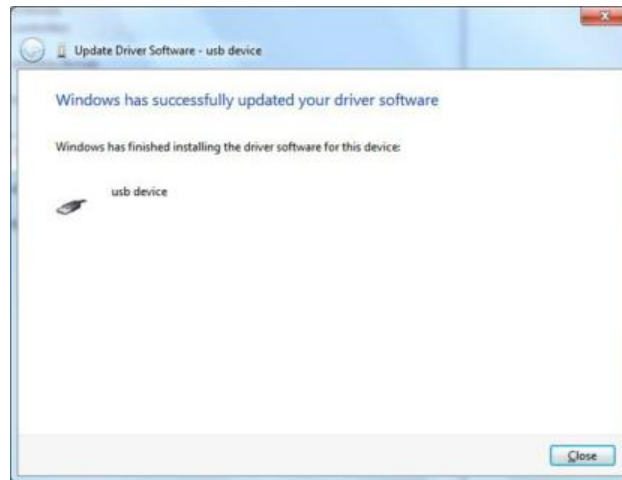 Update Driver Software - usb device
Windows has successfully updated your driver software
Windows has finished installing the driver software for this device:
usb device
Close